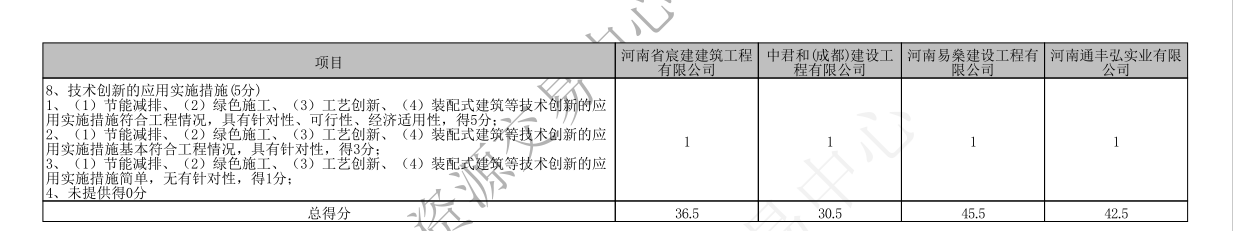 项目
河南省宸建建筑工程
有限公司
中君和(成都)建设工
程有限公司
河南易燊建设工程有
限公司
河南通丰弘实业有限
公司
8、技术创新的应用实施措施(5分)
1、（1）节能减排、（2）绿色施工、（3）工艺创新、（4）装配式建筑等技术创新的应
用实施措施符合工程情况，具有针对性、可行性、经济适用性，得5分；
2、（1）节能减排、（2）绿色施工、（3）工艺创新、（4）装配式建筑等技术创新的应
用实施措施基本符合工程情况，具有针对性，得3分；
3、（1）节能减排、（2）绿色施工、（3）工艺创新、（4）装配式建筑等技术创新的应
用实施措施简单，无有针对性，得1分；
4、未提供得0分
1
1
1
1
总得分
36.5
30.5
45.5
42.5
资源交易中心
易中心